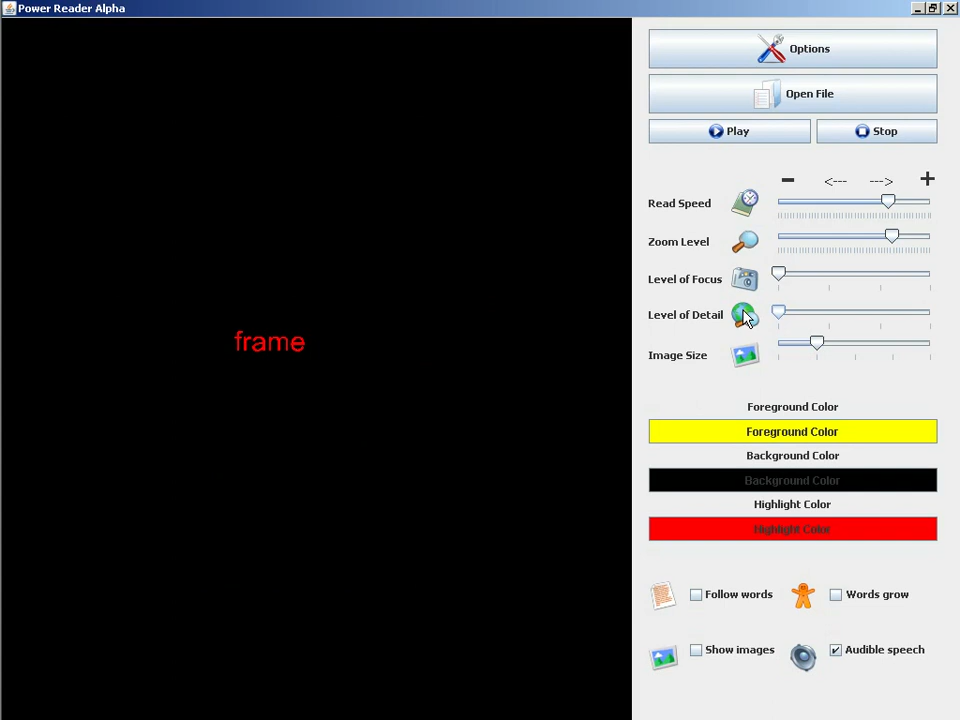 Power Reader Alpha
frame
Options
Open File
Play
Stop
- <--- ---> +
Read Speed
Zoom Level
Level of Focus
Level of Detail
Image Size
Foreground Color
Foreground Color
Background Color
Background Color
Highlight Color
Highlight Color
Follow words
Words grow
Show images
Audible speech